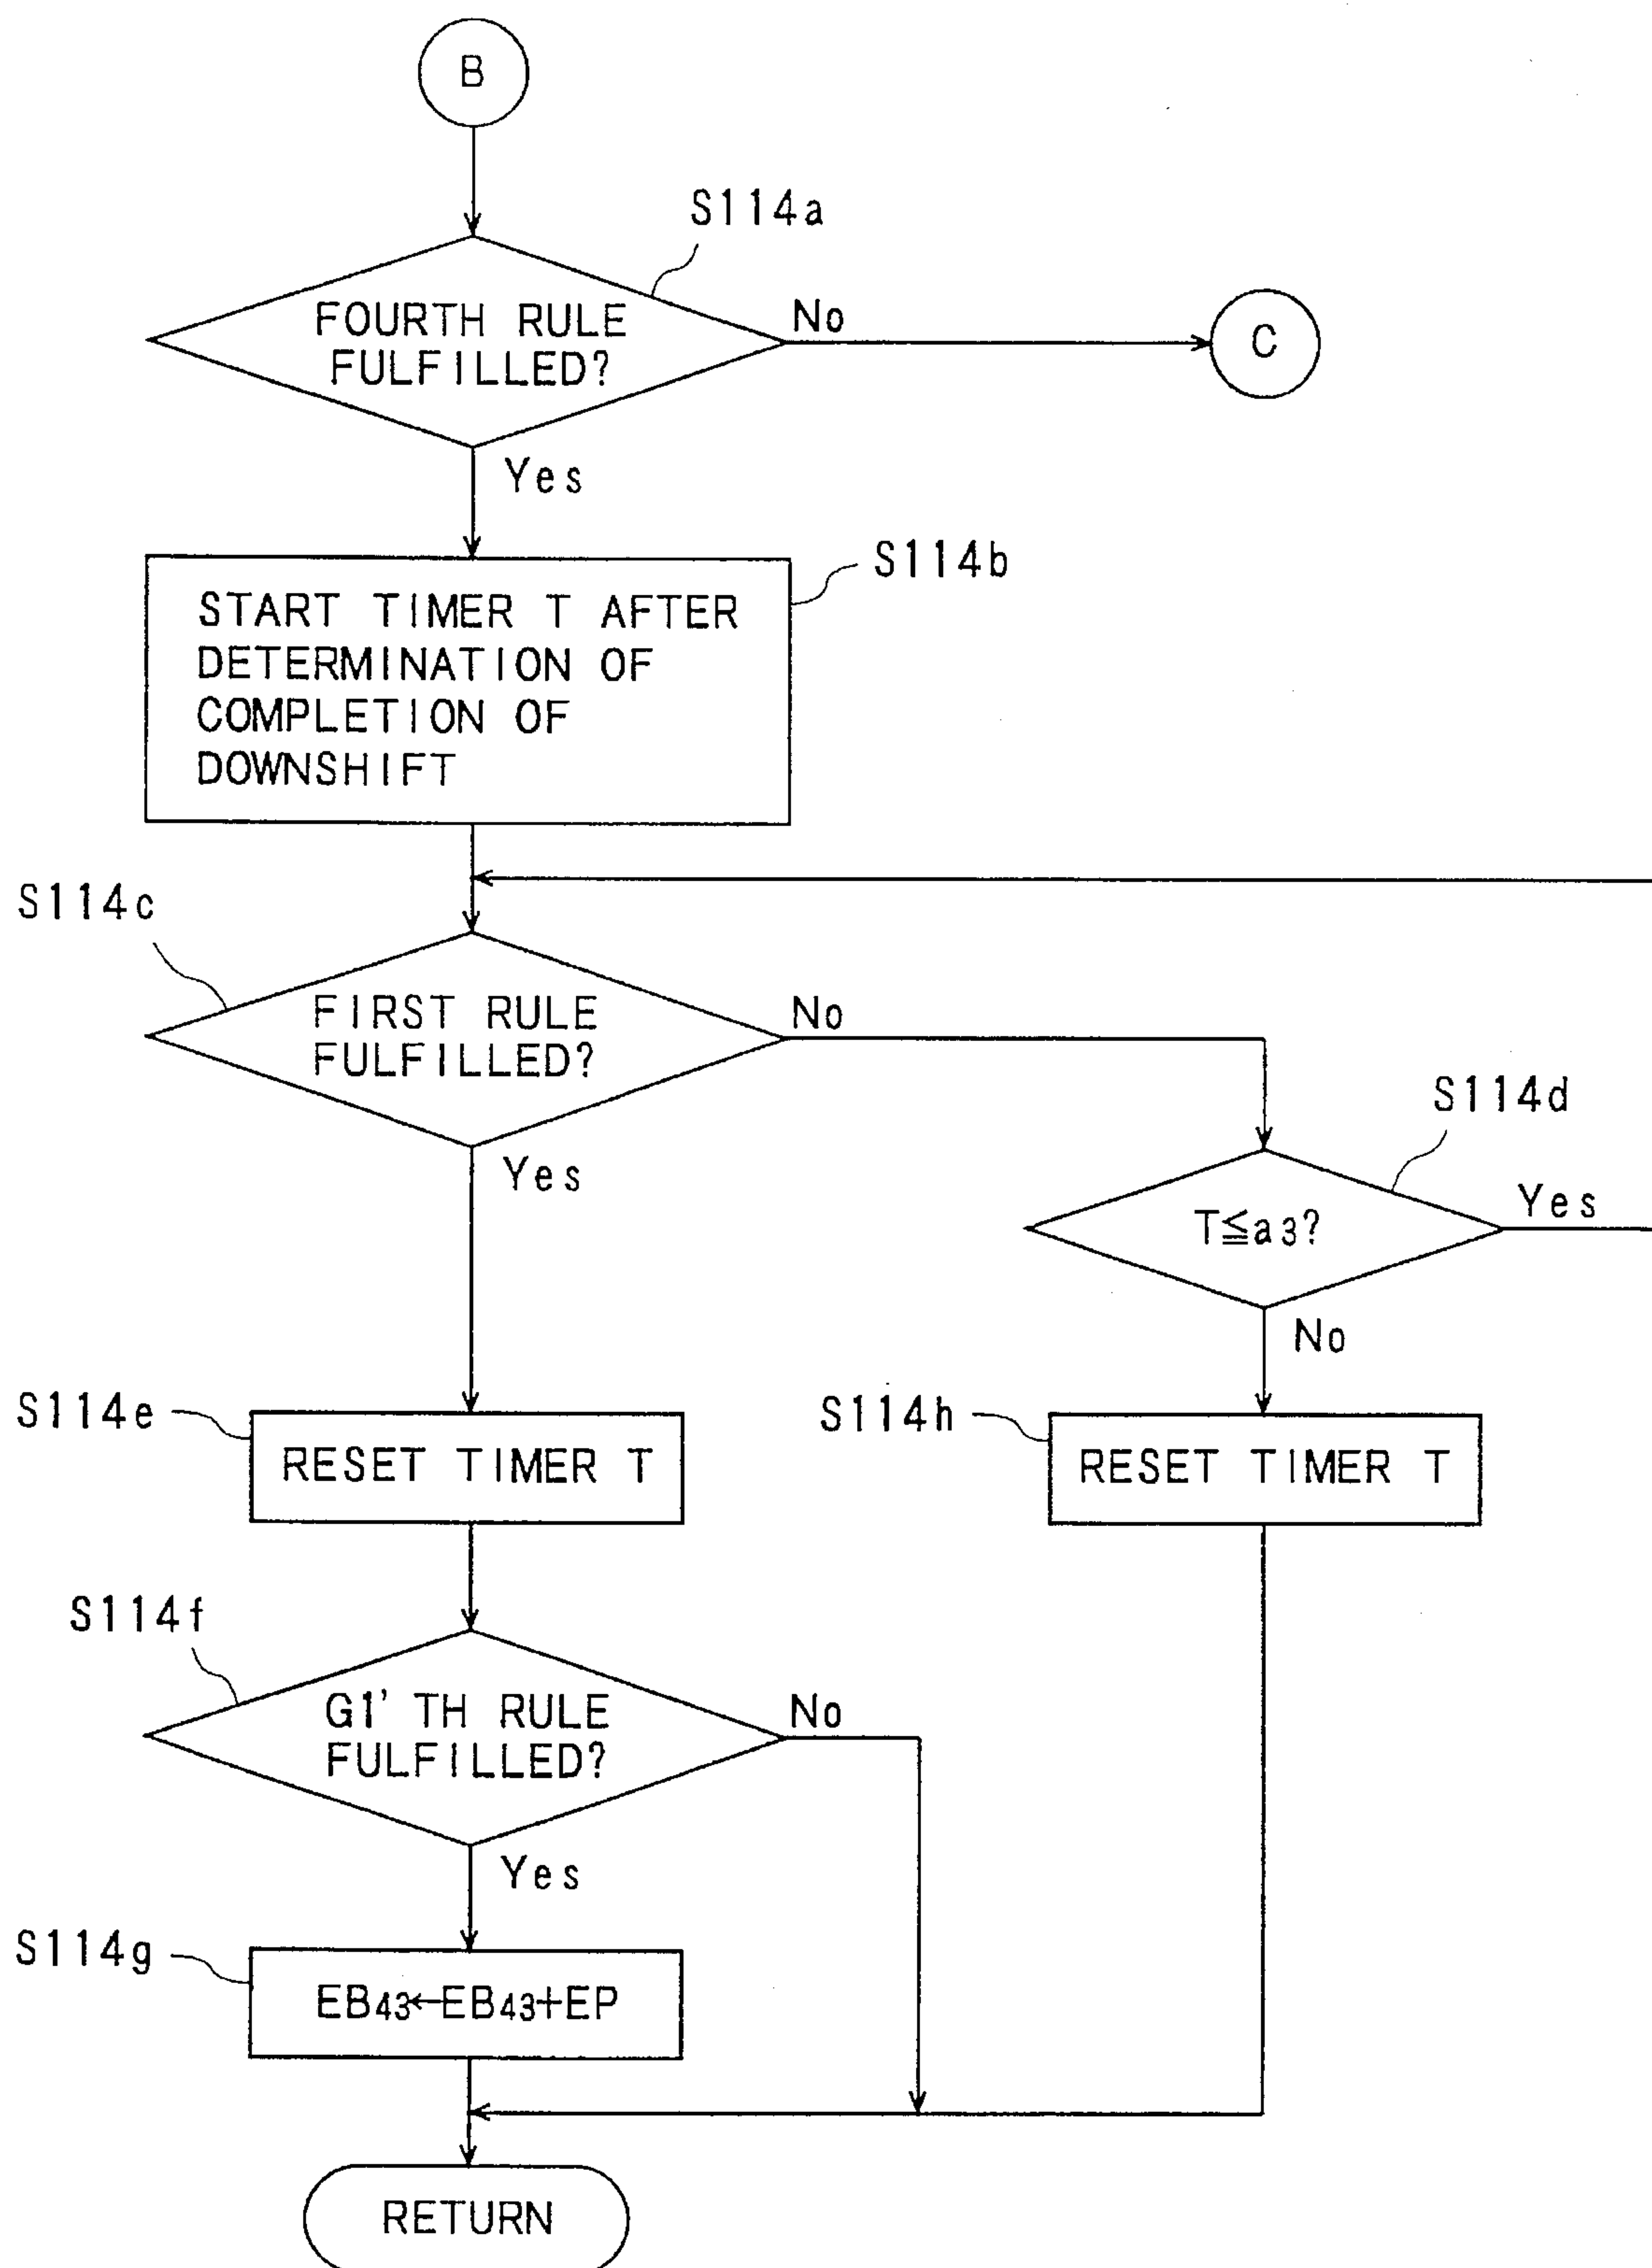 B
S114a
FOURTH RULE
FULFILLED?
No
C
Yes
S114b
START TIMER T AFTER
DETERMINATION OF
COMPLETION OF
DOWNSHIFT
S114c
FIRST RULE
FULFILLED?
No
S114d
Yes
T≦a3?
Yes
No
S114e
RESET TIMER T
S114h
RESET TIMER T
S114f
G1' TH RULE
FULFILLED?
No
Yes
S114g
EB43←EB43+EP
RETURN